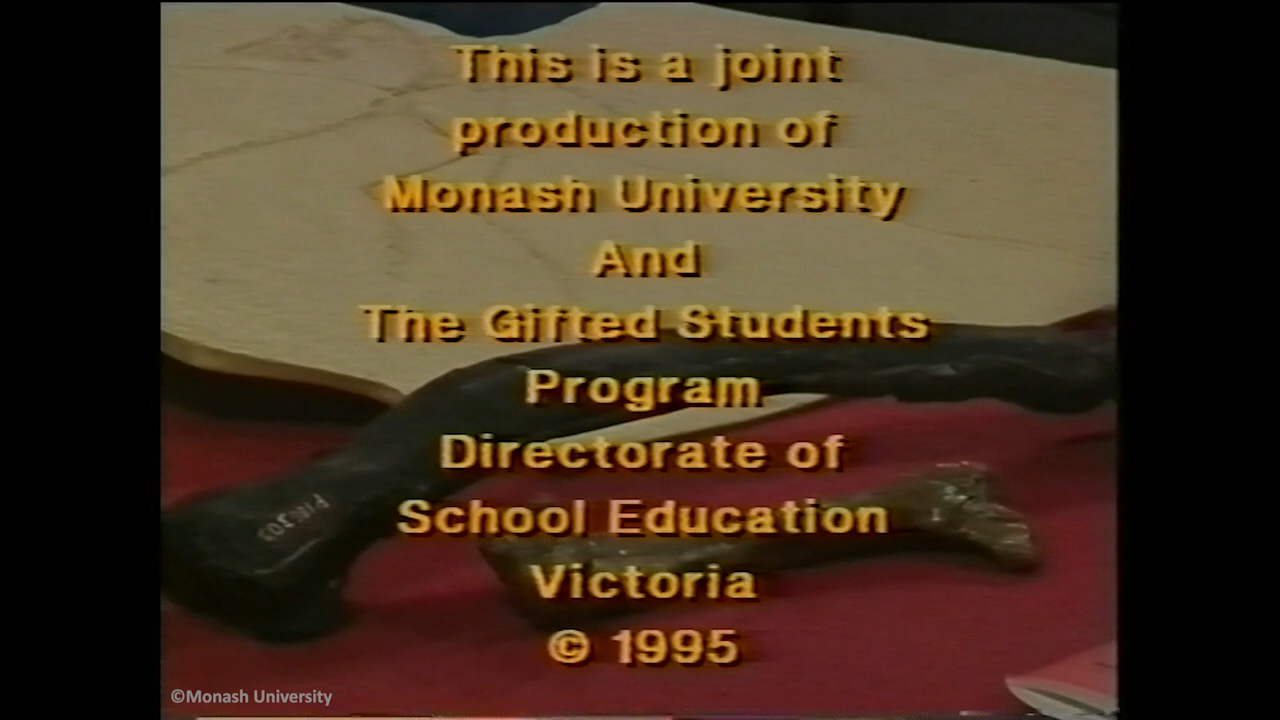 This is a joint
production of
Monash University
And
The Gifted Students
Program
Directorate of
School Education
Victoria
© 1995
©Monash University